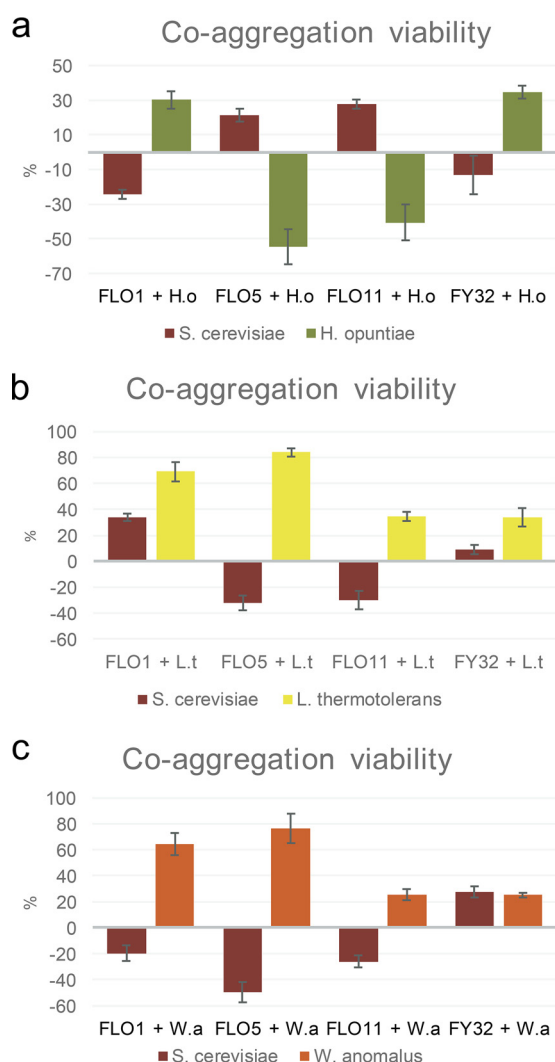 a
Co-aggregation viability
50
30
10
-10
-30
-50
-70
%
FLO1 + H.o FLO5 + H.o FLO11 + H.o FY32 + H.o
S. cerevisiae H. opuntiae
b
Co-aggregation viability
100
80
60
40
20
0
-20
-40
-60
%
FLO1 + L.t FLO5 + L.t FLO11 + L.t FY32 + L.t
S. cerevisiae L. thermotolerans
c
Co-aggregation viability
100
80
60
40
20
0
-20
-40
-60
%
FLO1 + W.a FLO5 + W.a FLO11 + W.a FY32 + W.a
S. cerevisiae W. anomalus